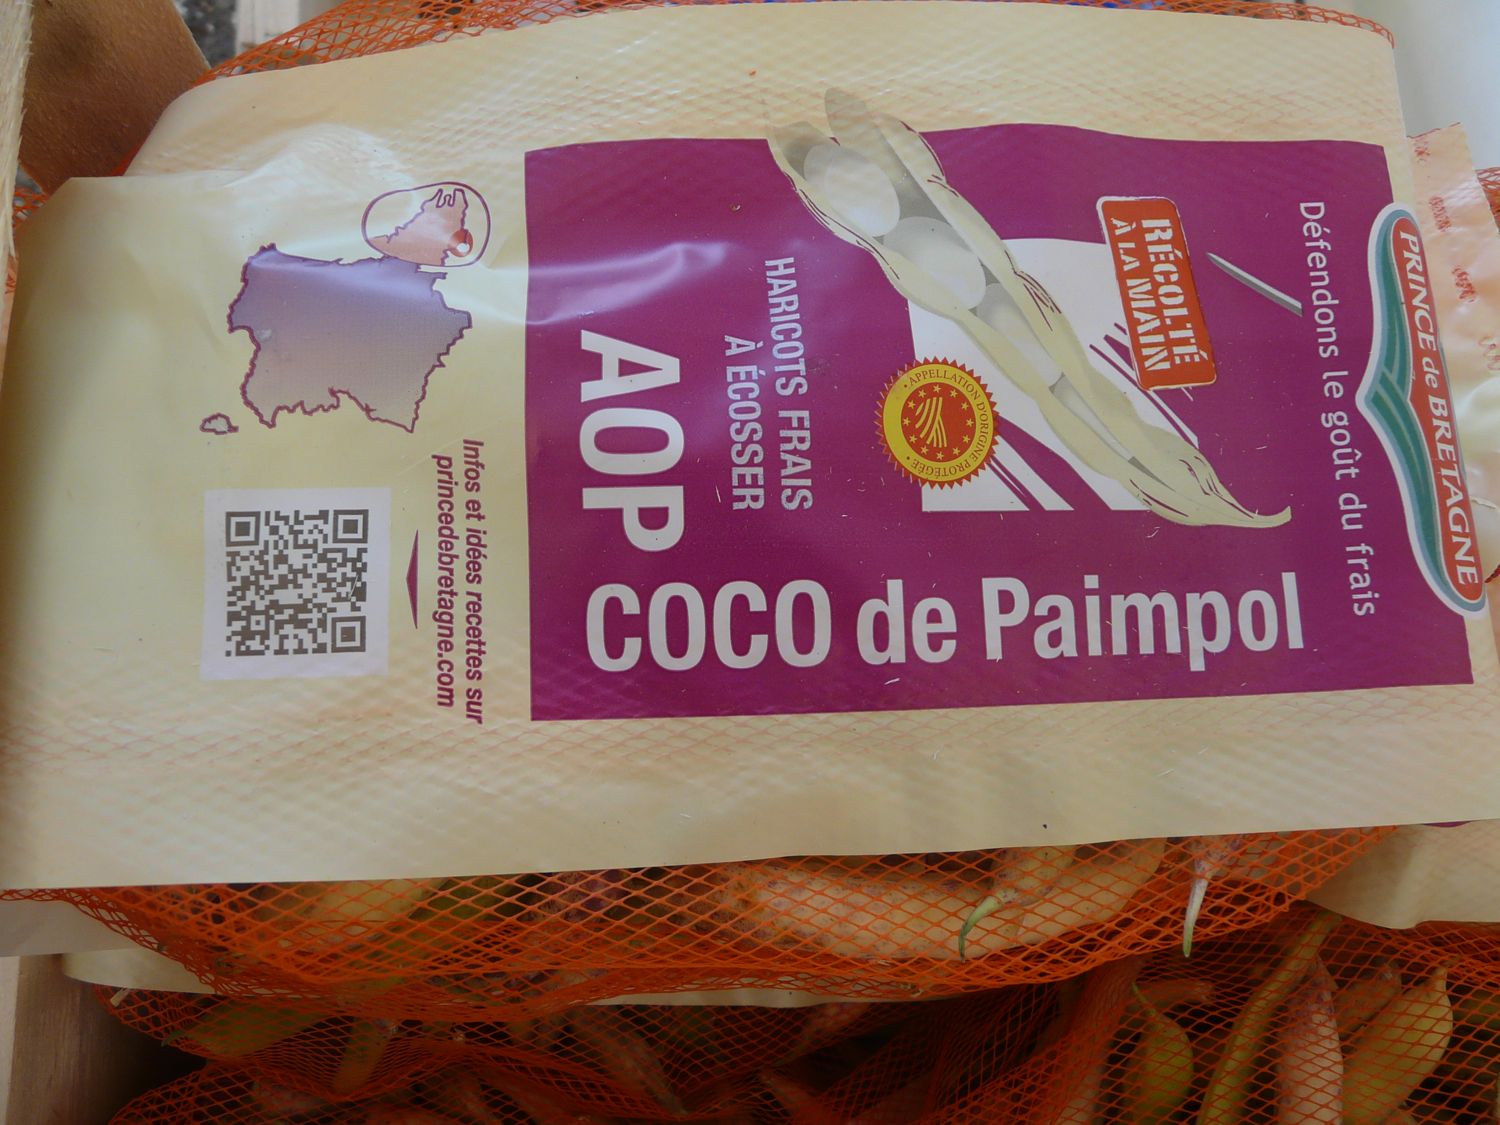 PRINCE de BRETAGNE
Défendons le goût du frais
RÉCOLTÉ
À LA MAIN
APPELLATION D'ORIGINE PROTÉGÉE
HARICOTS FRAIS
À ÉCOSSER
AOP
COCO de Paimpol
Infos et idées recettes sur
princedebretagne.com